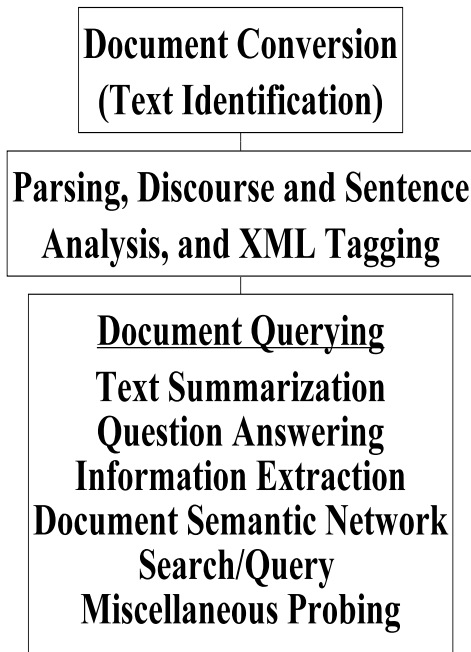 Document Conversion
(Text Identification)
Parsing, Discourse and Sentence
Analysis, and XML Tagging
Document Querying
Text Summarization
Question Answering
Information Extraction
Document Semantic Network
Search/Query
Miscellaneous Probing